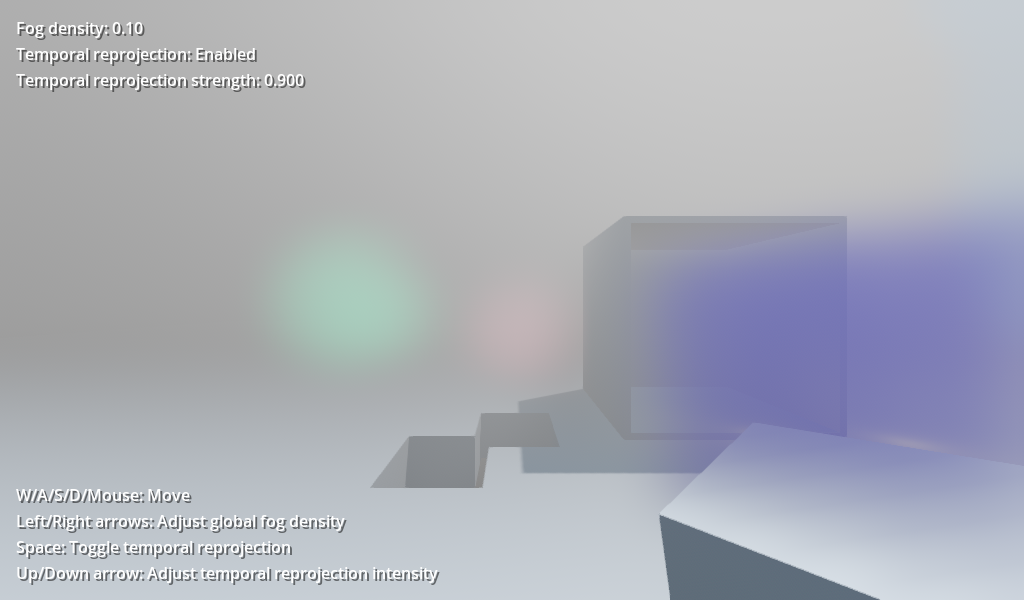 Fog density: 0.10
Temporal reprojection: Enabled
Temporal reprojection strength: 0.900
W/A/S/D/Mouse: Move
Left/Right arrows: Adjust global fog density
Space: Toggle temporal reprojection
Up/Down arrow: Adjust temporal reprojection intensity